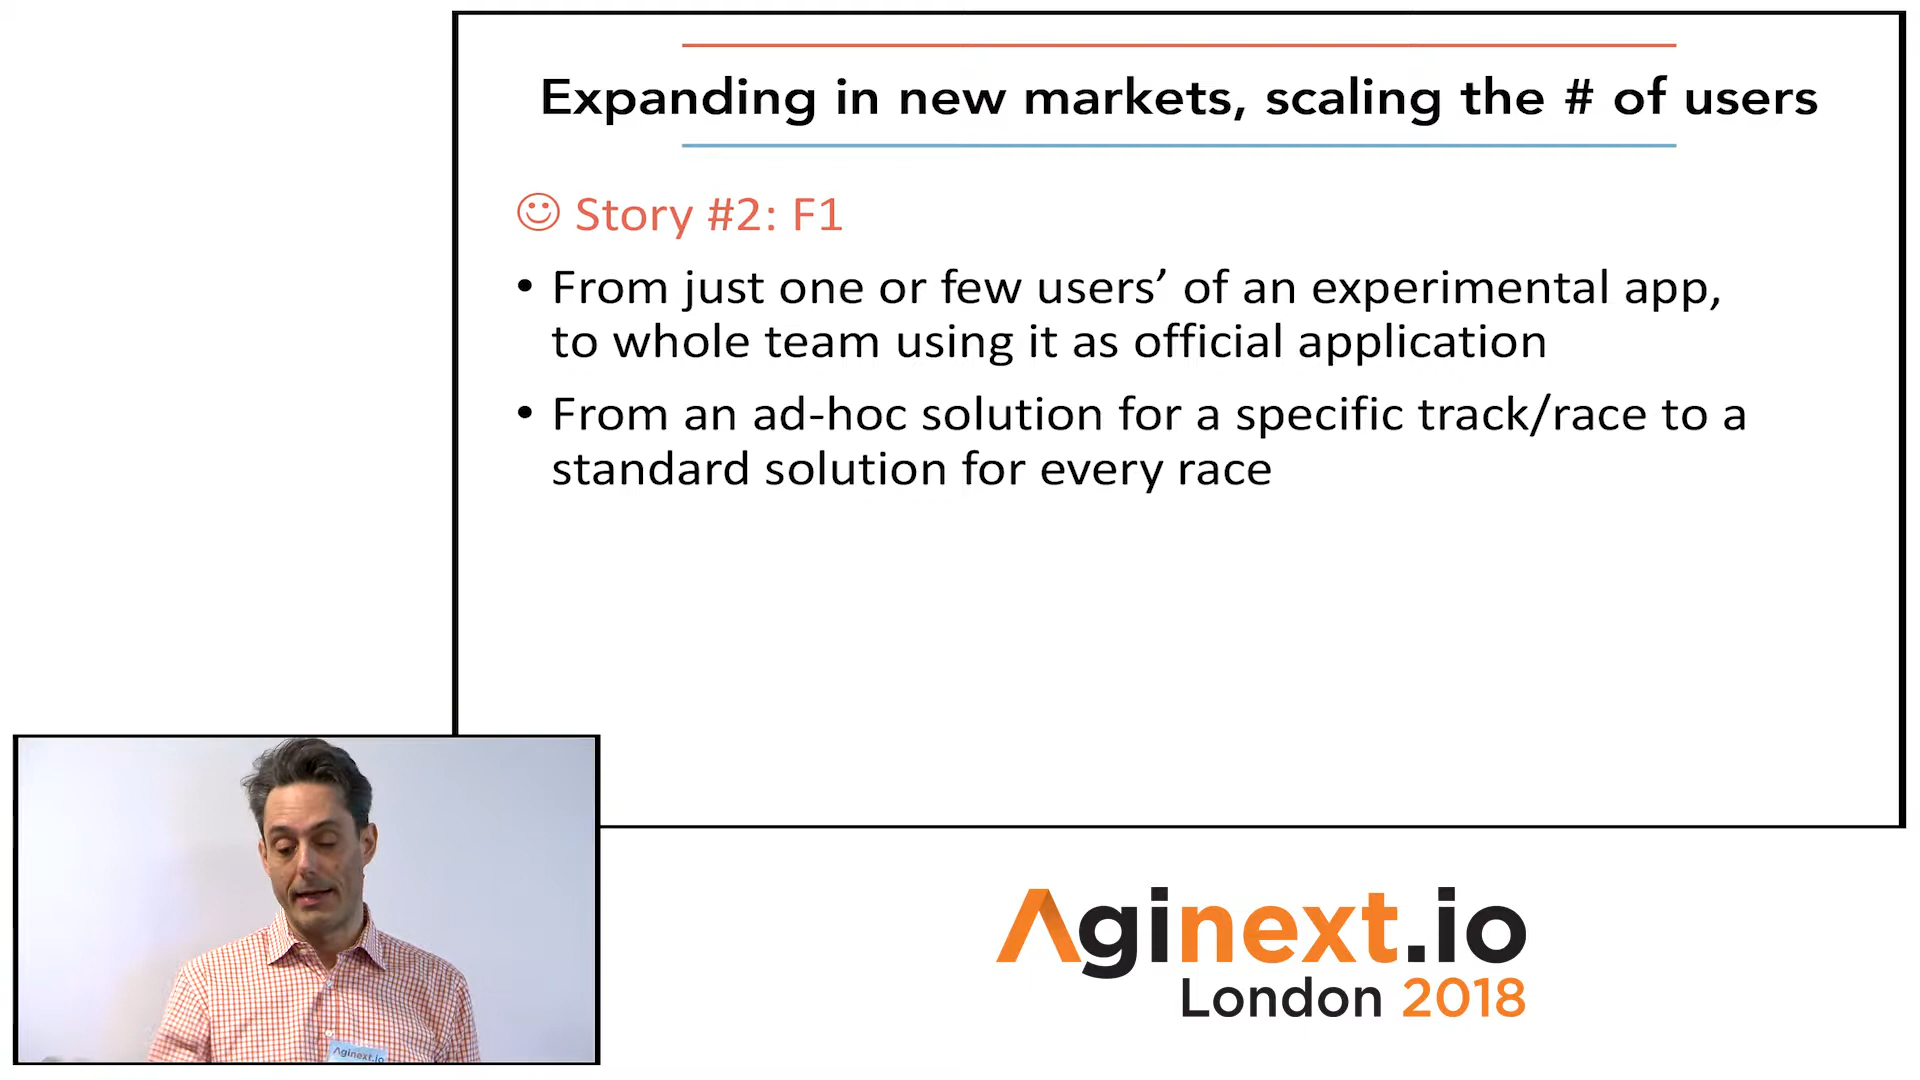 Expanding in new markets, scaling the # of users
☺ Story #2: F1
• From just one or few users’ of an experimental app,
to whole team using it as official application
• From an ad-hoc solution for a specific track/race to a
standard solution for every race
Aginext.io
Aginext.io
London 2018